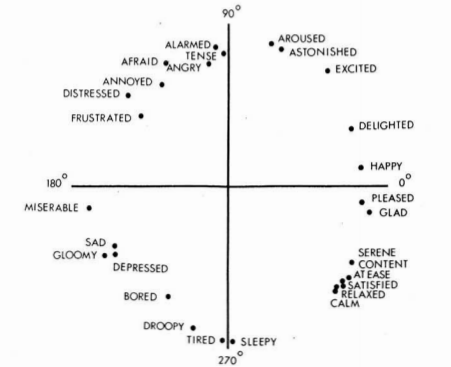 90°
ALARMED
AROUSED
TENSE
ASTONISHED
AFRAID
ANGRY
EXCITED
ANNOYED
DISTRESSED
FRUSTRATED
DELIGHTED
HAPPY
180°
0°
PLEASED
MISERABLE
GLAD
SAD
SERENE
GLOOMY
CONTENT
DEPRESSED
AT EASE
SATISFIED
BORED
RELAXED
CALM
DROOPY
TIRED
SLEEPY
270°